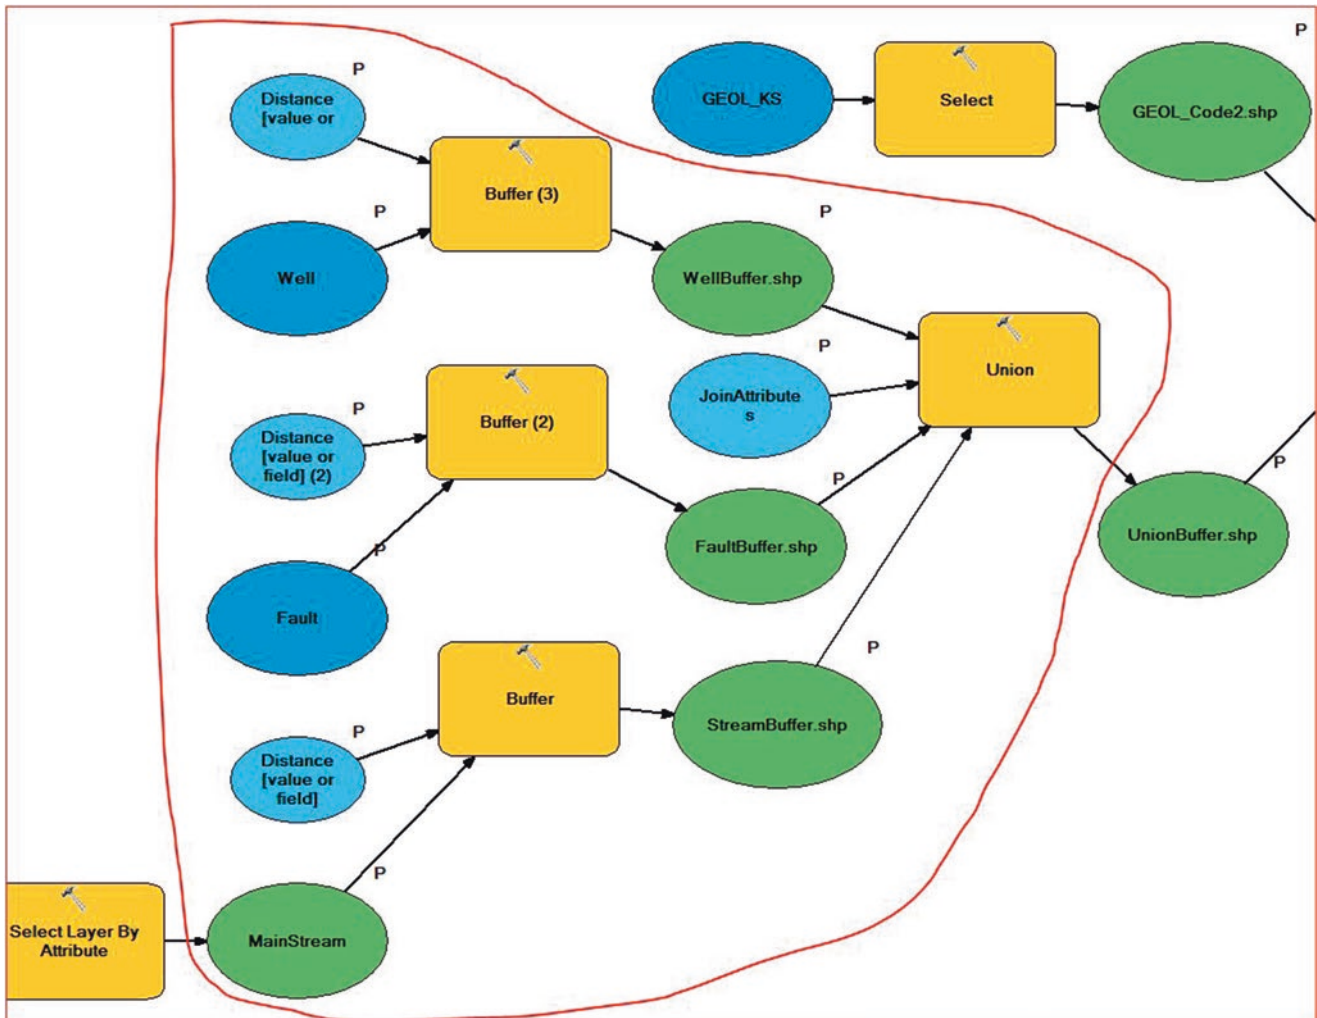 P
P
Distance
[value or
GEOL_KS
Select
GEOL_Code2.shp
Buffer (3)
P
P
Well
WellBuffer.shp
P
Union
Buffer (2)
JoinAttribute
s
P
Distance
[value or
field] (2)
P
FaultBuffer.shp
UnionBuffer.shp
P
P
Fault
P
Buffer
StreamBuffer.shp
P
Distance
[value or
field]
P
Select Layer By
Attribute
MainStream